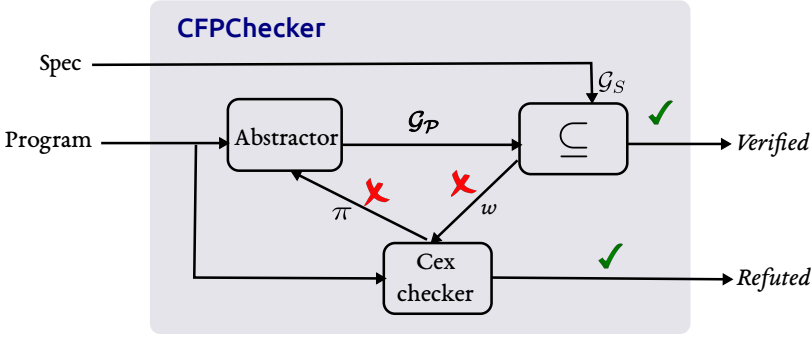 CFPChecker
Spec
𝒢_S
Program
Abstractor
𝒢_𝒫
⊆
Verified
π
w
Cex
checker
Refuted